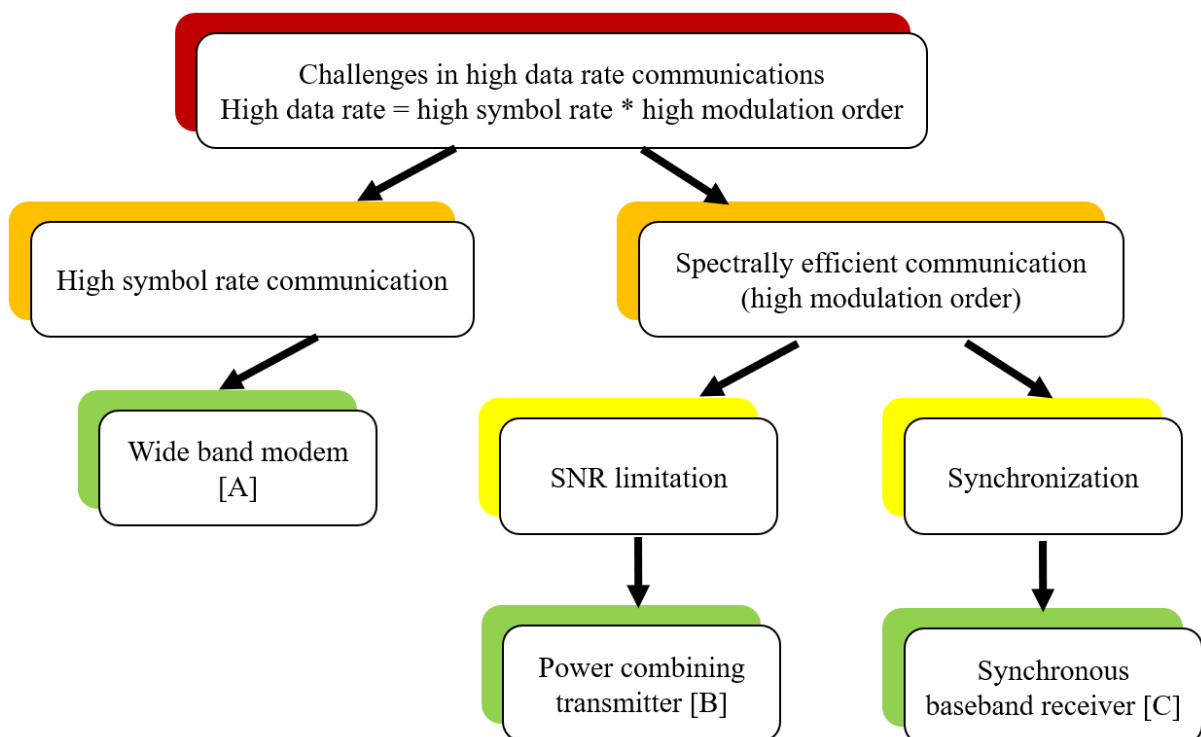 Challenges in high data rate communications
High data rate = high symbol rate * high modulation order
High symbol rate communication
Spectrally efficient communication
(high modulation order)
Wide band modem
[A]
SNR limitation
Synchronization
Power combining
transmitter [B]
Synchronous
baseband receiver [C]